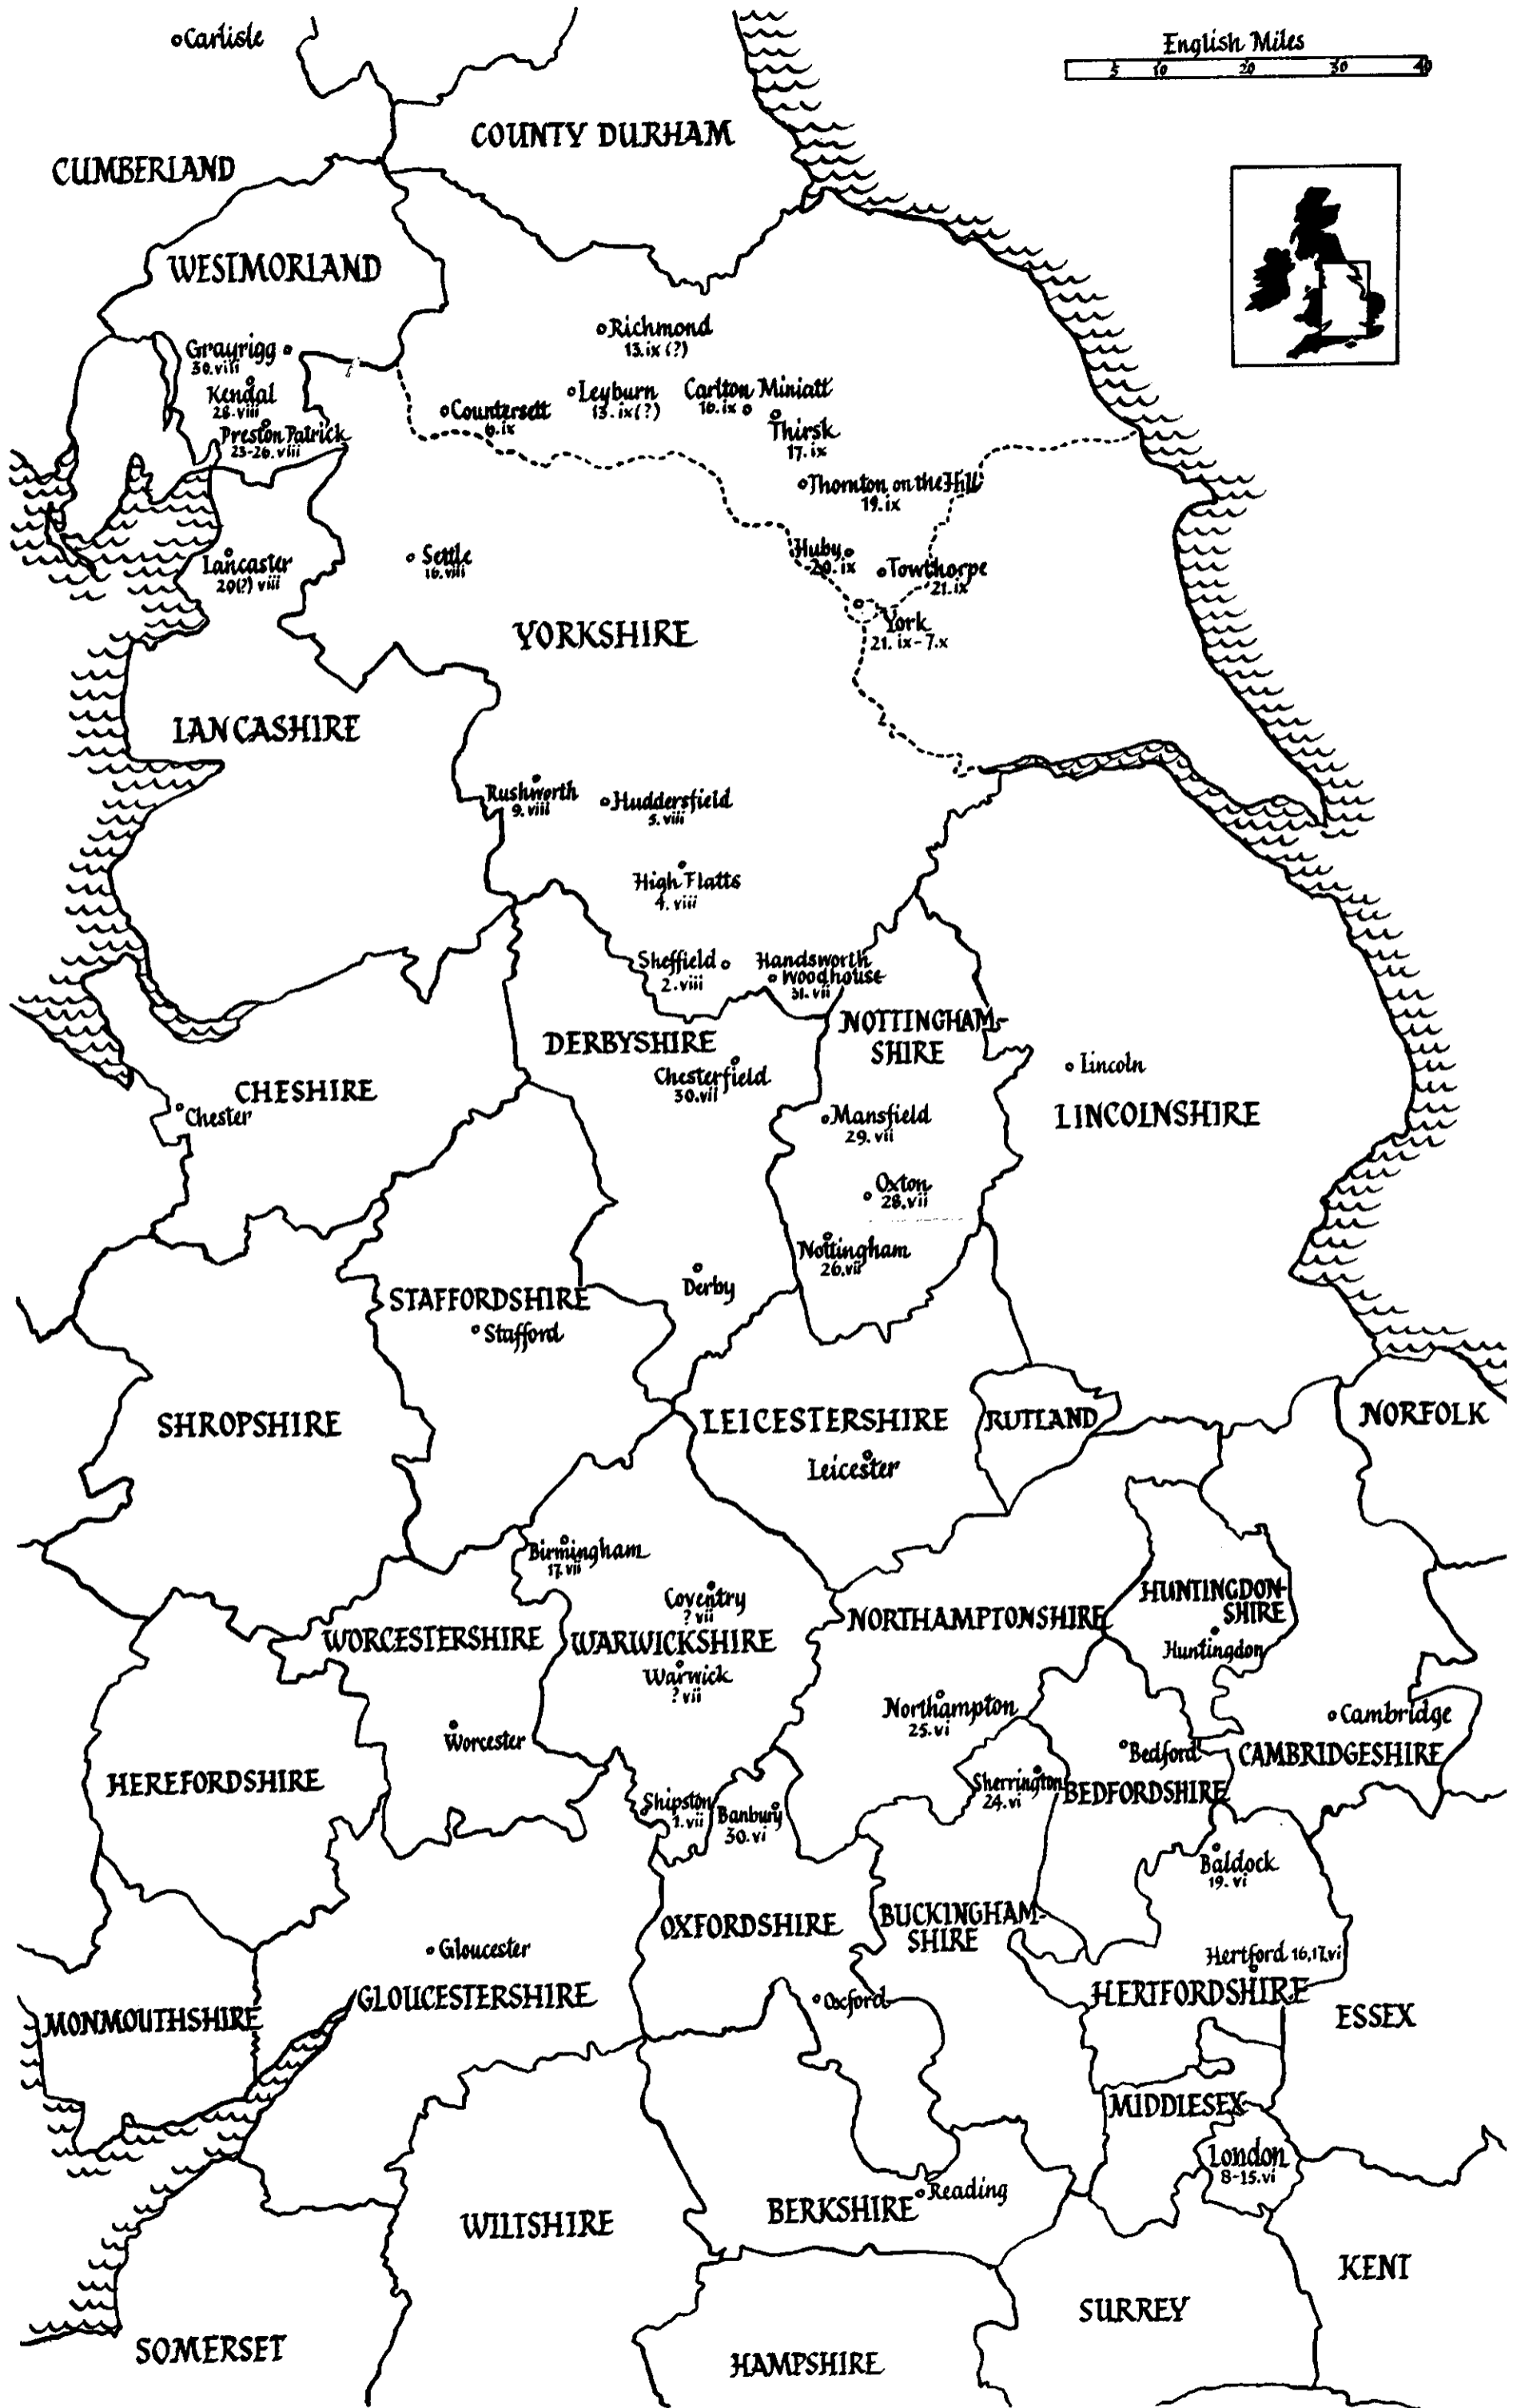 Carlisle
English Miles
5 10 20 30 40
COUNTY DURHAM
CUMBERLAND
WESTMORLAND
Richmond
13.ix (?)
Grayrigg
30.viii
Kendal
28.viii
Preston Patrick
23-26.viii
Countersett
6.ix
Leyburn
13.ix(?)
Carlton Miniatt
16.ix
Thirsk
17.ix
Thornton on the Hill
19.ix
Huby
20.ix
Towthorpe
21.ix
York
21.ix-7.x
Lancaster
20(?) viii
Settle
16.viii
YORKSHIRE
LANCASHIRE
Rushworth
9.viii
Huddersfield
5.viii
High Flatts
4.viii
Sheffield
2.viii
Handsworth
Woodhouse
31.vii
NOTTINGHAM-
SHIRE
DERBYSHIRE
Chesterfield
30.vii
Lincoln
CHESHIRE
Chester
Mansfield
29.vii
LINCOLNSHIRE
Oxton
28.vii
Nottingham
26.vii
Derby
STAFFORDSHIRE
Stafford
SHROPSHIRE
LEICESTERSHIRE
Leicester
RUTLAND
NORFOLK
Birmingham
17.vii
Coventry
? vii
WORCESTERSHIRE
WARWICKSHIRE
Warwick
? vii
NORTHAMPTONSHIRE
HUNTINGDON-
SHIRE
Huntingdon
Northampton
25.vi
Worcester
Cambridge
CAMBRIDGESHIRE
Bedford
BEDFORDSHIRE
Sherrington
24.vi
HEREFORDSHIRE
Shipston
1.vii
Banbury
30.vi
Baldock
19.vi
OXFORDSHIRE
BUCKINGHAM-
SHIRE
Gloucester
Hertford 16,17.vi
HERTFORDSHIRE
GLOUCESTERSHIRE
MONMOUTHSHIRE
Oxford
ESSEX
MIDDLESEX
London
8-15.vi
Reading
BERKSHIRE
WILTSHIRE
KENT
SURREY
SOMERSET
HAMPSHIRE